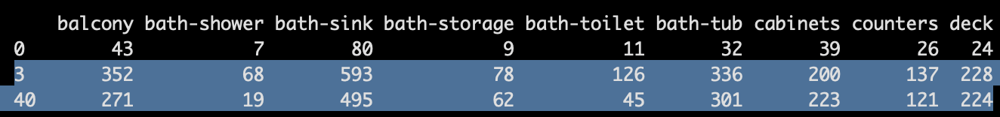 balcony bath-shower bath-sink bath-storage bath-toilet bath-tub cabinets counters deck
0 43 7 80 9 11 32 39 26 24
3 352 68 593 78 126 336 200 137 228
40 271 19 495 62 45 301 223 121 224